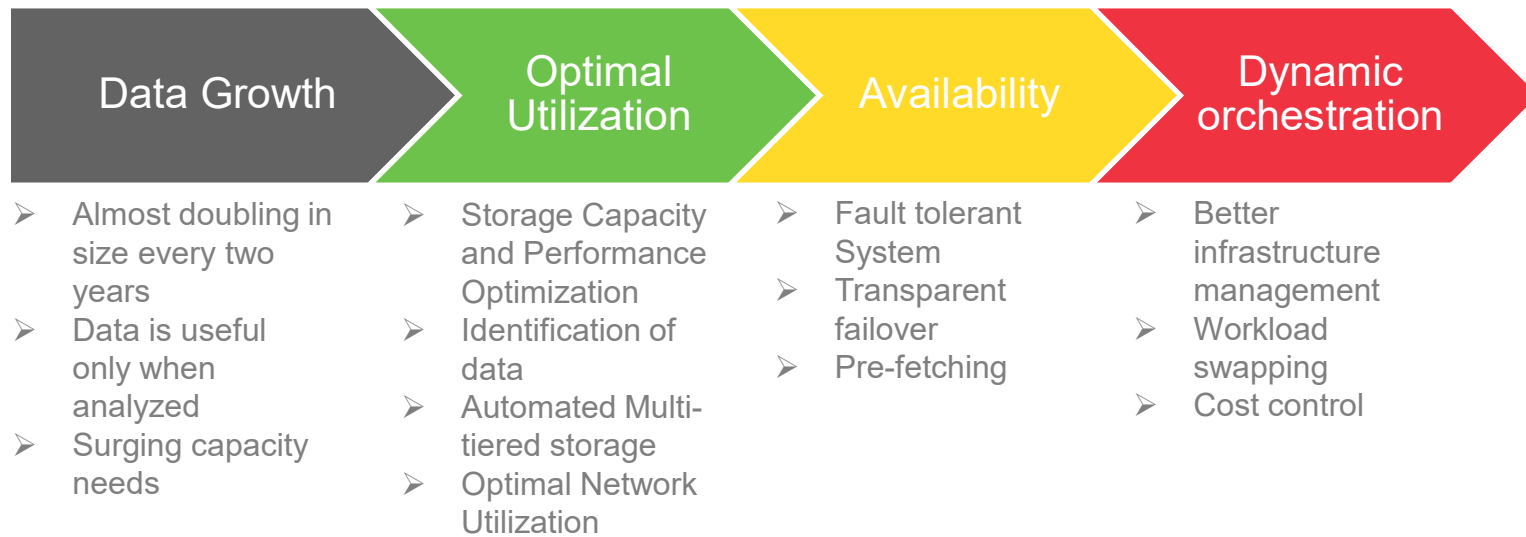 Data Growth
Optimal
Utilization
Availability
Dynamic
orchestration
➢ Almost doubling in
size every two
years
➢ Data is useful
only when
analyzed
➢ Surging capacity
needs
➢ Storage Capacity
and Performance
Optimization
➢ Identification of
data
➢ Automated Multi-
tiered storage
➢ Optimal Network
Utilization
➢ Fault tolerant
System
➢ Transparent
failover
➢ Pre-fetching
➢ Better
infrastructure
management
➢ Workload
swapping
➢ Cost control